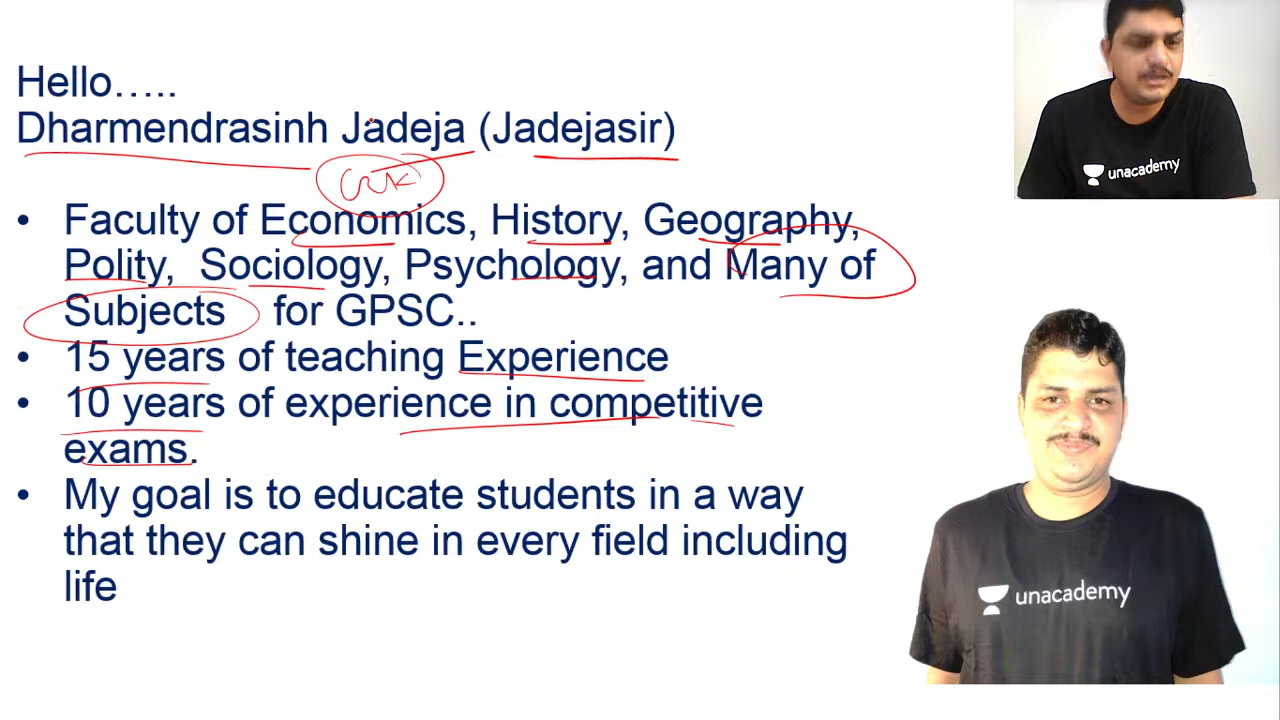 Hello…..
Dharmendrasinh Jadeja (Jadejasir)
• Faculty of Economics, History, Geography,
Polity, Sociology, Psychology, and Many of
Subjects for GPSC..
• 15 years of teaching Experience
• 10 years of experience in competitive
exams.
• My goal is to educate students in a way
that they can shine in every field including
life
unacademy
unacademy